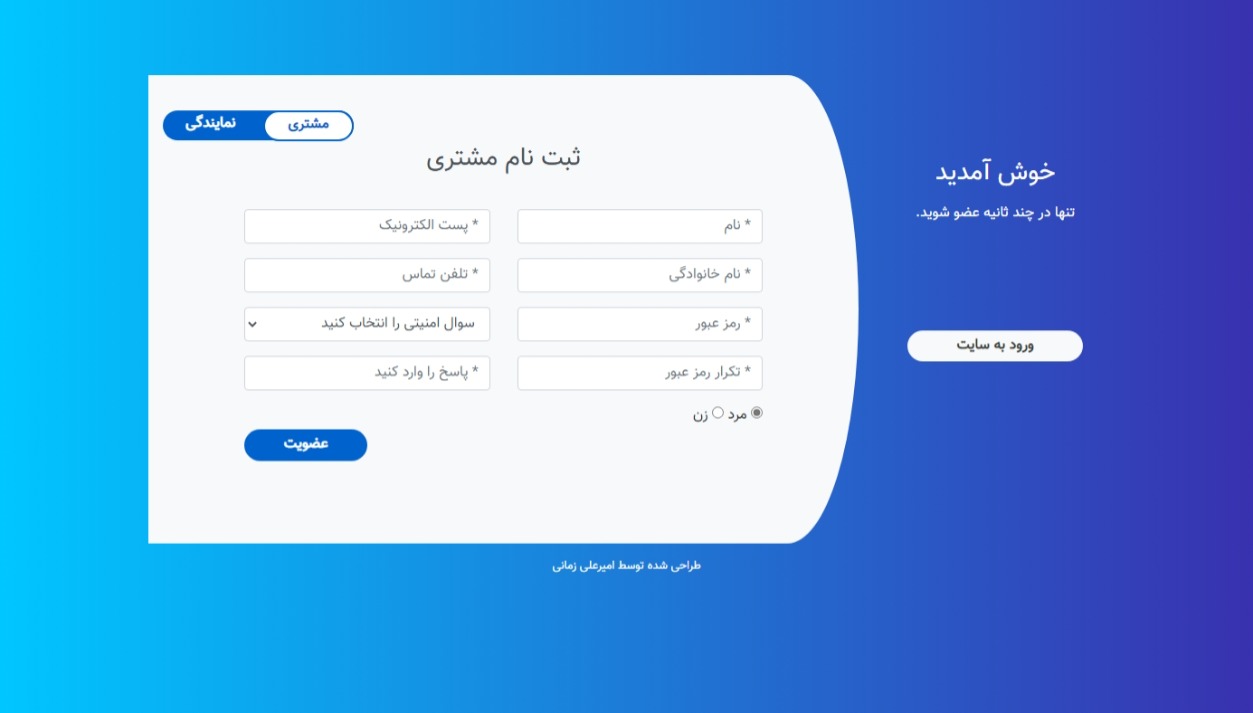 خوش آمدید
تنها در چند ثانیه عضو شوید.
ورود به سایت
مشتری
نمایندگی
ثبت نام مشتری
* نام
* پست الکترونیک
* نام خانوادگی
* تلفن تماس
* رمز عبور
سوال امنیتی را انتخاب کنید
* تکرار رمز عبور
* پاسخ را وارد کنید
مرد زن
عضویت
طراحی شده توسط امیرعلی زمانی